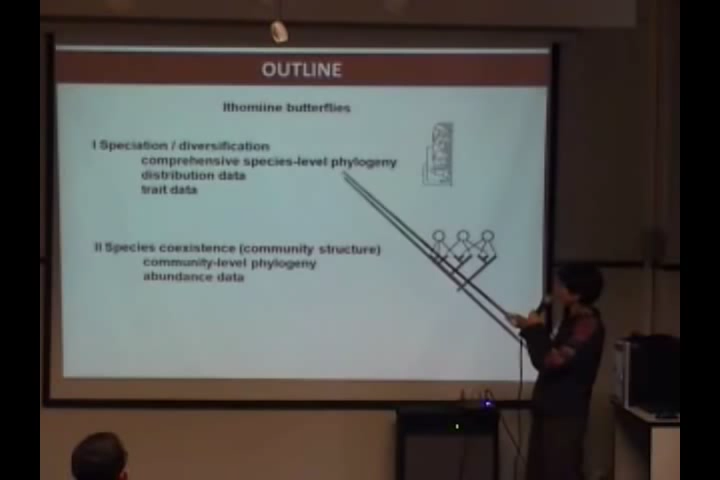 OUTLINE
Ithomiine butterflies
I Speciation / diversification
comprehensive species-level phylogeny
distribution data
trait data
II Species coexistence (community structure)
community-level phylogeny
abundance data